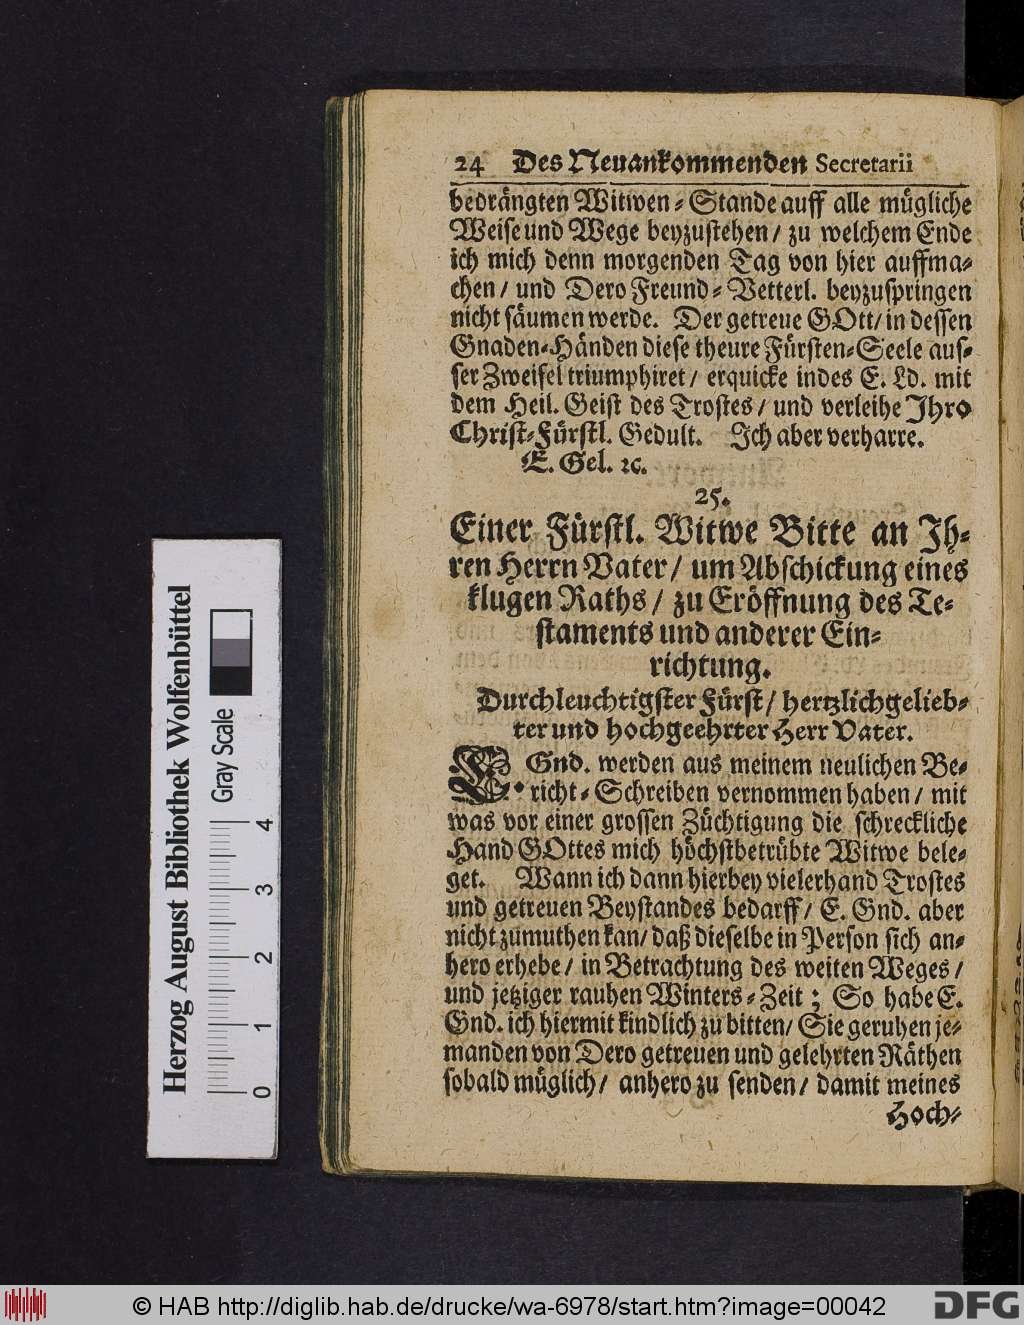 24 Des Neuankommenden Secretarii
bedrängten Witwen-Stande auff alle mügliche
Weise und Wege beyzustehen / zu welchem Ende
ich mich denn morgenden Tag von hier auffma-
chen / und Dero Freund-Vetterl. beyzuspringen
nicht säumen werde. Der getreue GOtt / in dessen
Gnaden-Händen diese theure Fürsten-Seele aus-
ser Zweifel triumphiret / erquicke indes E. Ld. mit
dem Heil. Geist des Trostes / und verleihe Ihro
Christ-Fürstl. Gedult. Ich aber verharre.
E. Gel. ꝛc.
25.
Einer Fürstl. Witwe Bitte an Ih-
ren Herrn Vater / um Abschickung eines
klugen Raths / zu Eröffnung des Te-
staments und anderer Ein-
richtung.
Durchleuchtigster Fürst / hertzlichgelieb-
ter und hochgeehrter Herr Vater.
E. Gnd. werden aus meinem neulichen Be-
richt-Schreiben vernommen haben / mit
was vor einer grossen Züchtigung die schreckliche
Hand GOttes mich höchstbetrübte Witwe bele-
get. Wann ich dann hierbey vielerhand Trostes
und getreuen Beystandes bedarff / E. Gnd. aber
nicht zumuthen kan / daß dieselbe in Person sich an-
hero erhebe / in Betrachtung des weiten Weges /
und jetziger rauhen Winters-Zeit ; So habe E.
Gnd. ich hiermit kindlich zu bitten / Sie geruhen je-
manden von Dero getreuen und gelehrten Räthen
sobald müglich / anhero zu senden / damit meines
Hoch-
Herzog August Bibliothek Wolfenbüttel
Gray Scale
0 1 2 3 4
© HAB http://diglib.hab.de/drucke/wa-6978/start.htm?image=00042
DFG